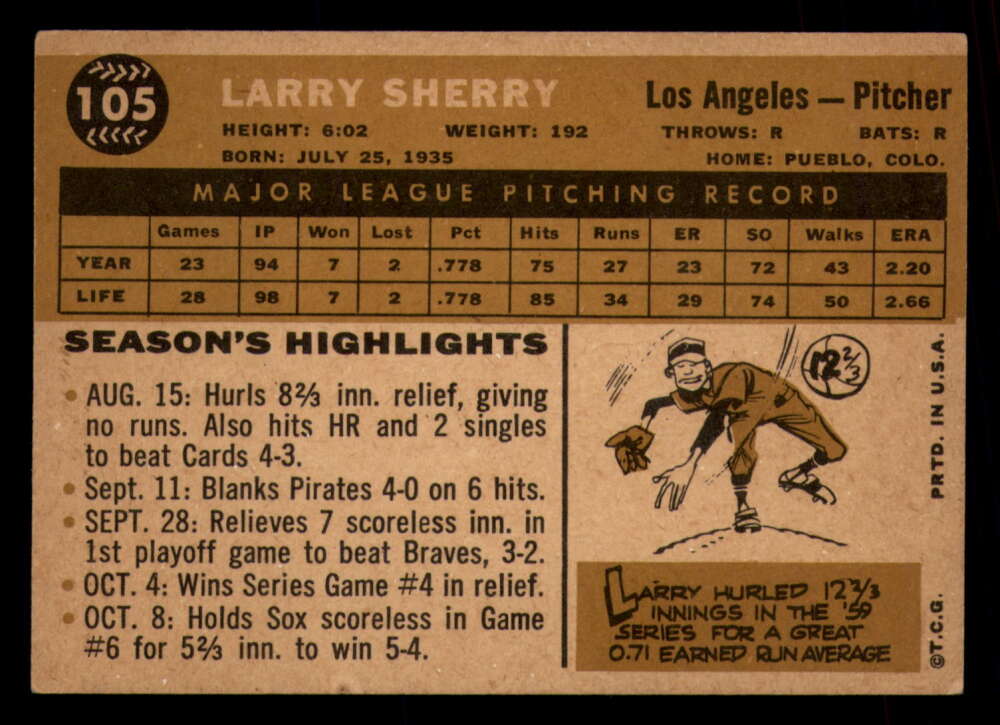 105
LARRY SHERRY Los Angeles — Pitcher
HEIGHT: 6:02 WEIGHT: 192 THROWS: R BATS: R
BORN: JULY 25, 1935 HOME: PUEBLO, COLO.
MAJOR LEAGUE PITCHING RECORD
Games IP Won Lost Pct Hits Runs ER SO Walks ERA
YEAR 23 94 7 2 .778 75 27 23 72 43 2.20
LIFE 28 98 7 2 .778 85 34 29 74 50 2.66
SEASON'S HIGHLIGHTS
• AUG. 15: Hurls 8⅔ inn. relief, giving
no runs. Also hits HR and 2 singles
to beat Cards 4-3.
• Sept. 11: Blanks Pirates 4-0 on 6 hits.
• SEPT. 28: Relieves 7 scoreless inn. in
1st playoff game to beat Braves, 3-2.
• OCT. 4: Wins Series Game #4 in relief.
• OCT. 8: Holds Sox scoreless in Game
#6 for 5⅔ inn. to win 5-4.
12 2/3
LARRY HURLED 12 2/3
INNINGS IN THE '59
SERIES FOR A GREAT
0.71 EARNED RUN AVERAGE
©T.C.G. PRTD. IN U.S.A.